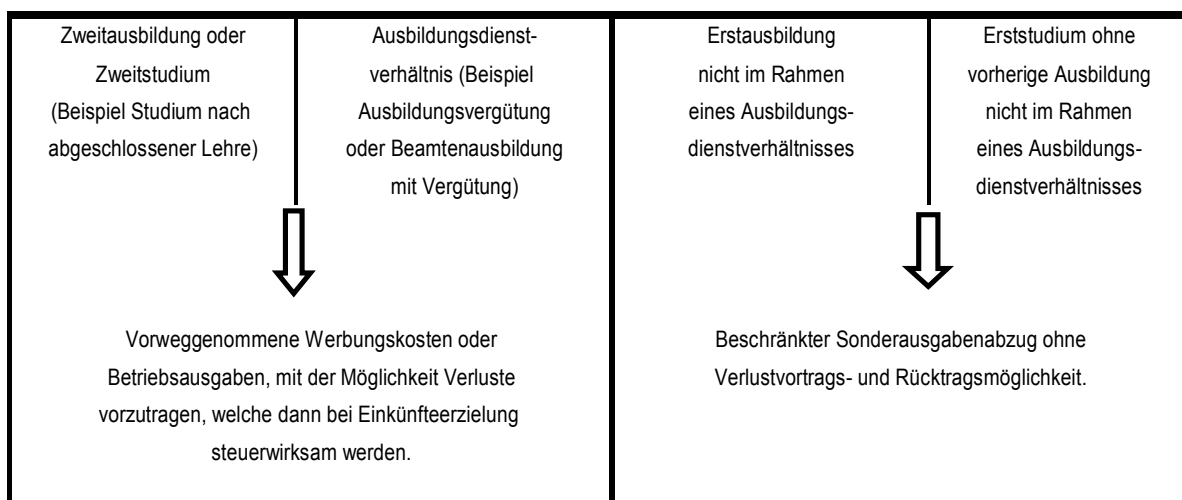 Zweitausbildung oder
Zweitstudium
(Beispiel Studium nach
abgeschlossener Lehre)
Ausbildungsdienst-
verhältnis (Beispiel
Ausbildungsvergütung
oder Beamtenausbildung
mit Vergütung)
Erstausbildung
nicht im Rahmen
eines Ausbildungs-
dienstverhältnisses
Erststudium ohne
vorherige Ausbildung
nicht im Rahmen
eines Ausbildungs-
dienstverhältnisses
Vorweggenommene Werbungskosten oder
Betriebsausgaben, mit der Möglichkeit Verluste
vorzutragen, welche dann bei Einkünfteerzielung
steuerwirksam werden.
Beschränkter Sonderausgabenabzug ohne
Verlustvortrags- und Rücktragsmöglichkeit.